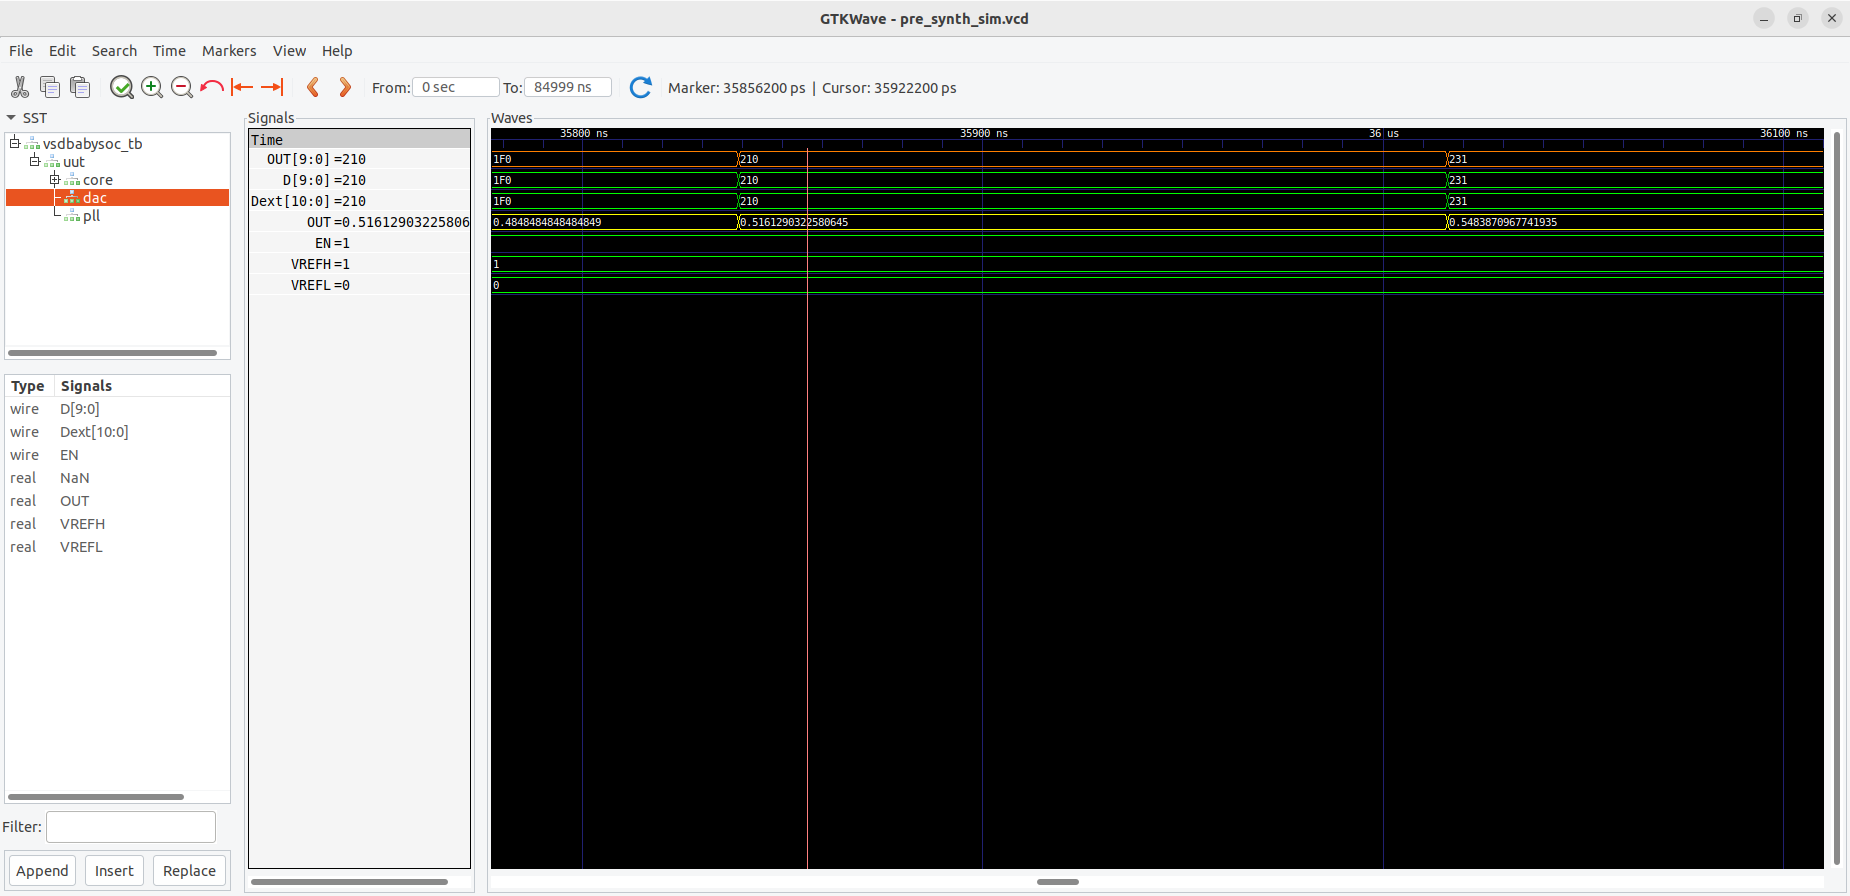 GTKWave - pre_synth_sim.vcd
File Edit Search Time Markers View Help
From: 0 sec To: 84999 ns Marker: 35856200 ps | Cursor: 35922200 ps
SST
vsdbabysoc_tb
uut
core
dac
pll
Type Signals
wire D[9:0]
wire Dext[10:0]
wire EN
real NaN
real OUT
real VREFH
real VREFL
Filter:
Append Insert Replace
Signals
Time
OUT[9:0] =210
D[9:0] =210
Dext[10:0] =210
OUT =0.51612903225806
EN =1
VREFH =1
VREFL =0
Waves
35800 ns 35900 ns 36 us 36100 ns
1F0 210 231
1F0 210 231
1F0 210 231
0.4848484848484849 0.5161290322580645 0.5483870967741935
1
0